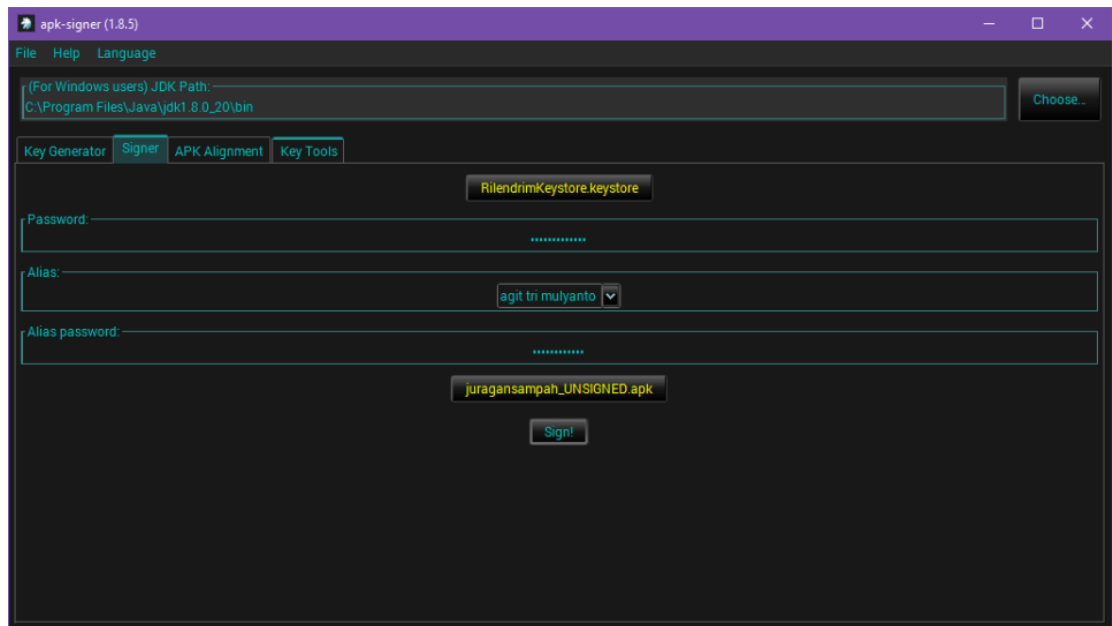 apk-signer (1.8.5)
File Help Language
(For Windows users) JDK Path:
C:\Program Files\Java\jdk1.8.0_20\bin
Choose...
Key Generator Signer APK Alignment Key Tools
RilendrimKeystore.keystore
Password:
•••••••••••••
Alias:
agit tri mulyanto
Alias password:
••••••••••••
juragansampah_UNSIGNED.apk
Sign!